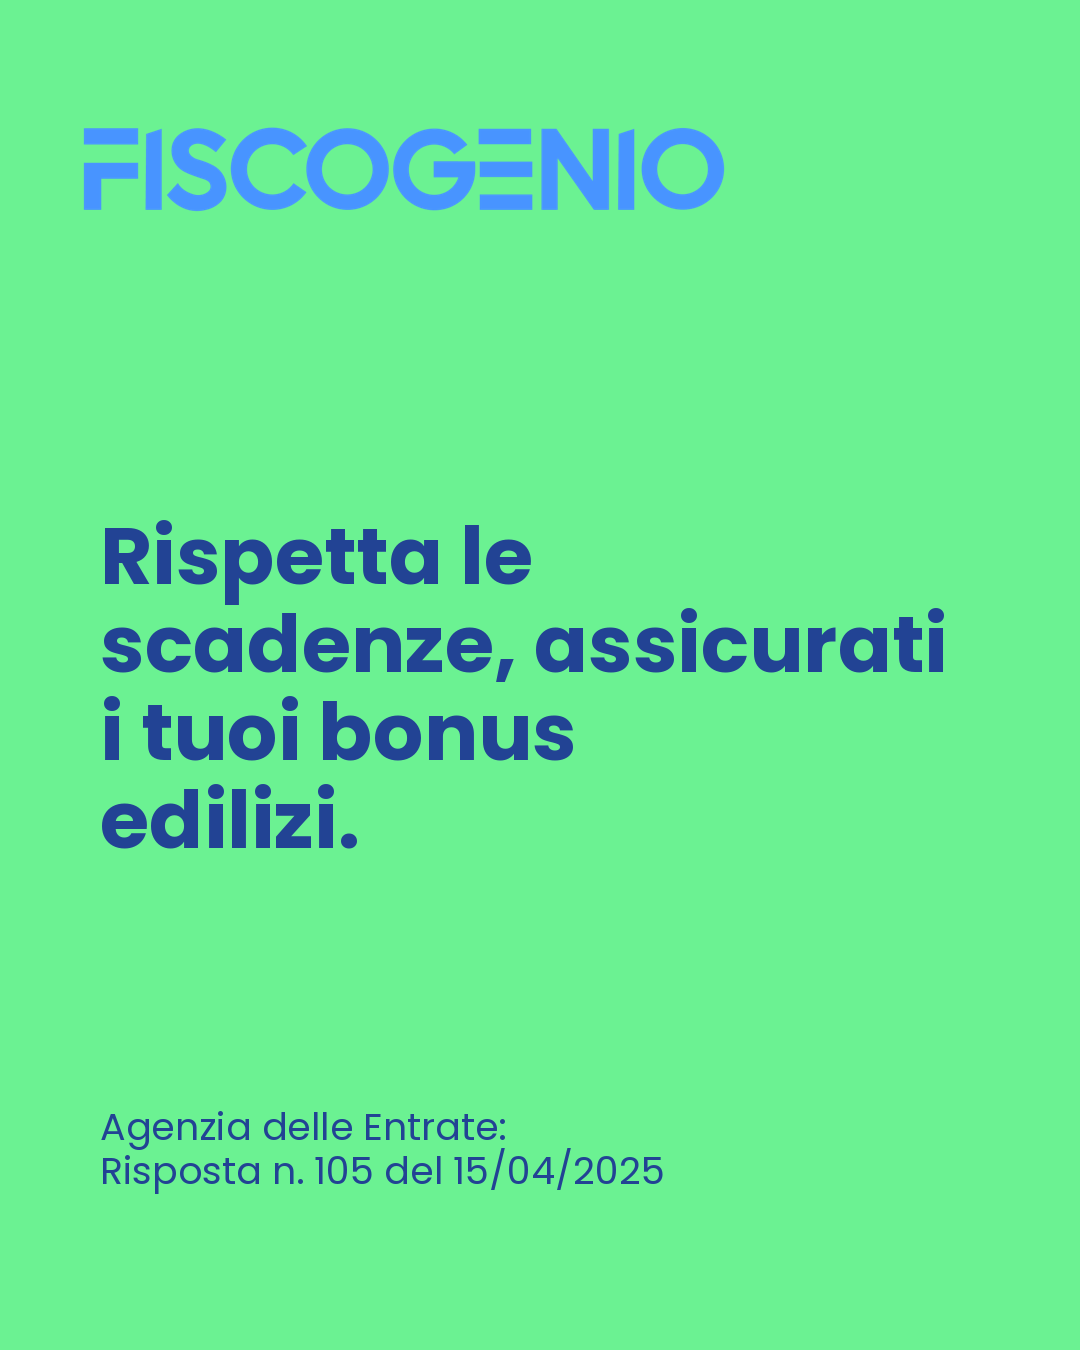 FISCOGENIO
Rispetta le
scadenze, assicurati
i tuoi bonus
edilizi.
Agenzia delle Entrate:
Risposta n. 105 del 15/04/2025